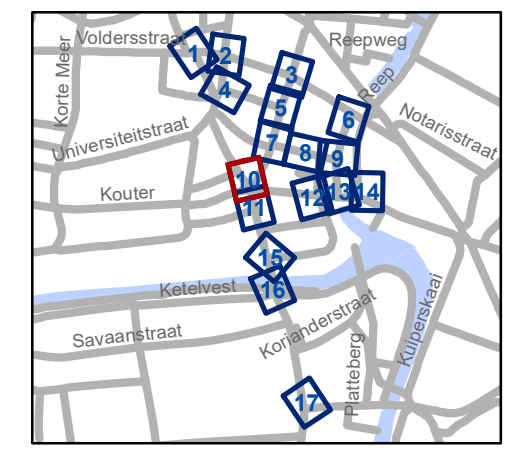 Voldersstraat
Reepweg
Korte Meer
1
2
3
Reep
4
5
6
Notarisstraat
Universiteitstraat
7
8
9
10
Kouter
11
12
13
14
15
Ketelvest
16
Savaanstraat
Korianderstraat
Kuiperskaai
Platteberg
17